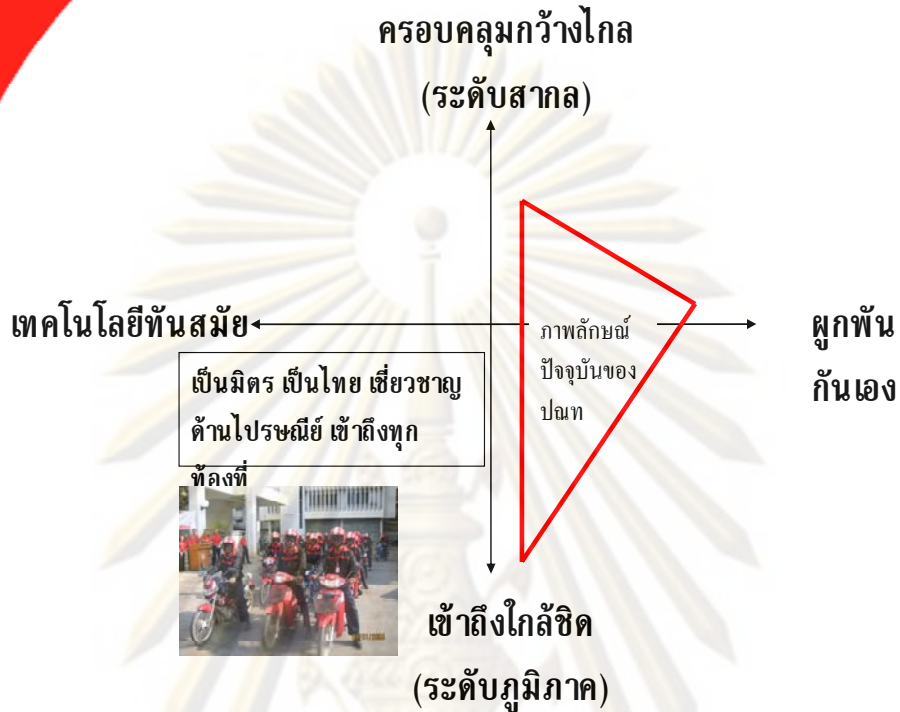 ครอบคลุมกว้างไกล
(ระดับสากล)
เทคโนโลยีทันสมัย
ภาพลักษณ์
ปัจจุบันของ
ปณท
ผูกพัน
กันเอง
เป็นมิตร เป็นไทย เชี่ยวชาญ
ด้านไปรษณีย์ เข้าถึงทุก
ท้องที่
เข้าถึงใกล้ชิด
(ระดับภูมิภาค)